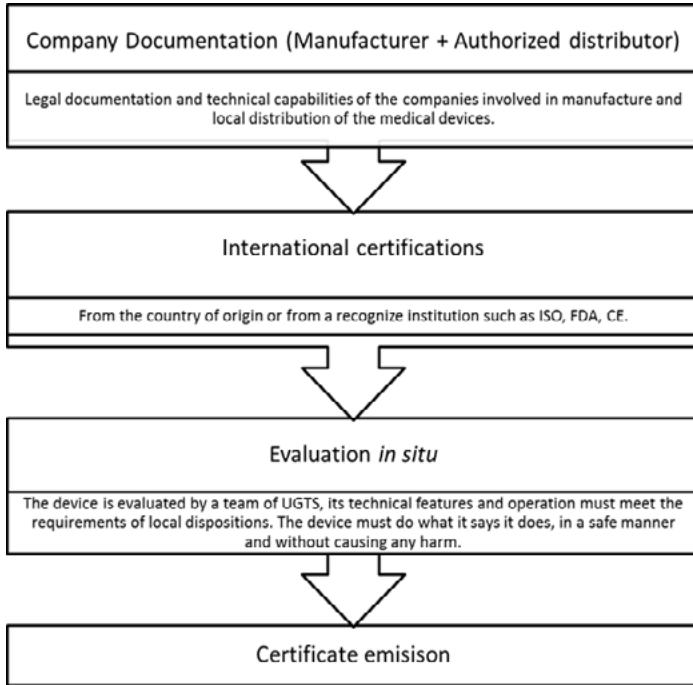 Company Documentation (Manufacturer + Authorized distributor)
Legal documentation and technical capabilities of the companies involved in manufacture and
local distribution of the medical devices.
International certifications
From the country of origin or from a recognize institution such as ISO, FDA, CE.
Evaluation in situ
The device is evaluated by a team of UGTS, its technical features and operation must meet the
requirements of local dispositions. The device must do what it says it does, in a safe manner
and without causing any harm.
Certificate emisison